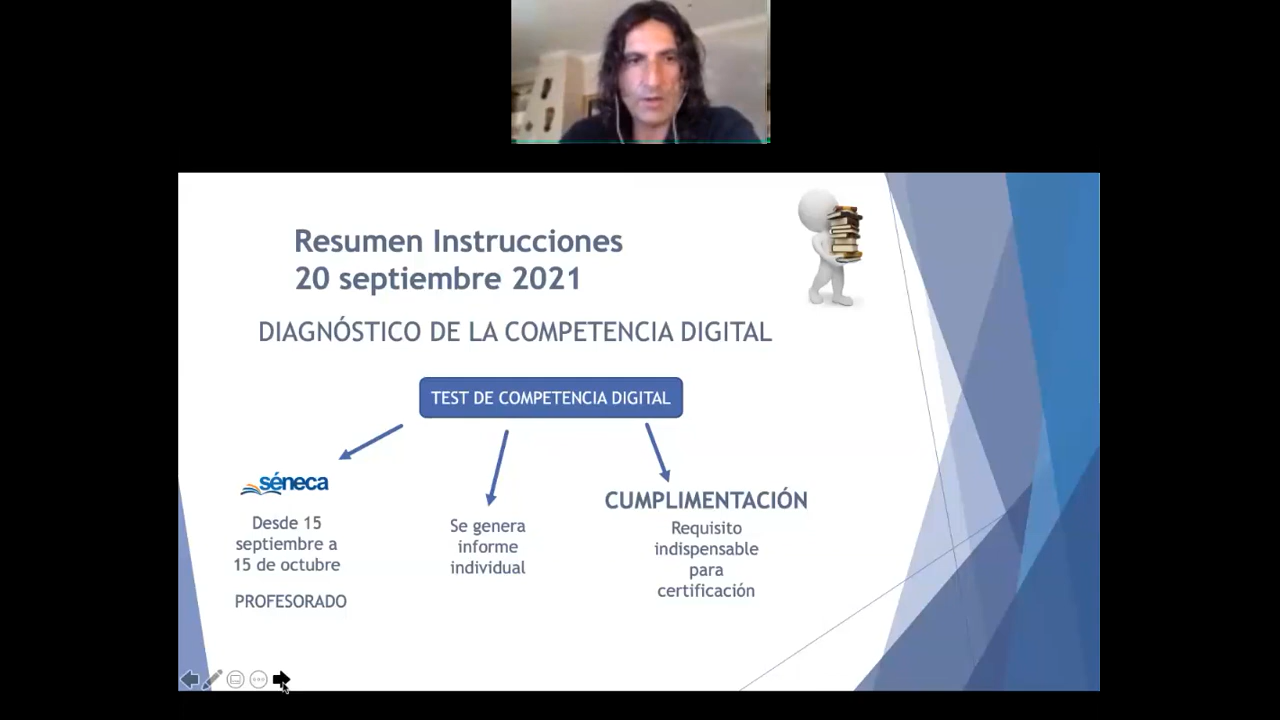 Resumen Instrucciones
20 septiembre 2021
DIAGNÓSTICO DE LA COMPETENCIA DIGITAL
TEST DE COMPETENCIA DIGITAL
séneca
Desde 15
septiembre a
15 de octubre
PROFESORADO
Se genera
informe
individual
CUMPLIMENTACIÓN
Requisito
indispensable
para
certificación